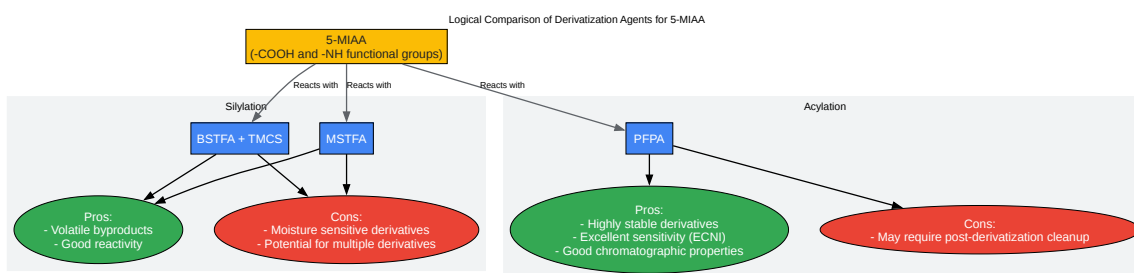 Logical Comparison of Derivatization Agents for 5-MIAA
5-MIAA
(-COOH and -NH functional groups)
Reacts with
Reacts with
Reacts with
Silylation
Acylation
BSTFA + TMCS
MSTFA
PFPA
Pros:
- Volatile byproducts
- Good reactivity
Cons:
- Moisture sensitive derivatives
- Potential for multiple derivatives
Pros:
- Highly stable derivatives
- Excellent sensitivity (ECNI)
- Good chromatographic properties
Cons:
- May require post-derivatization cleanup